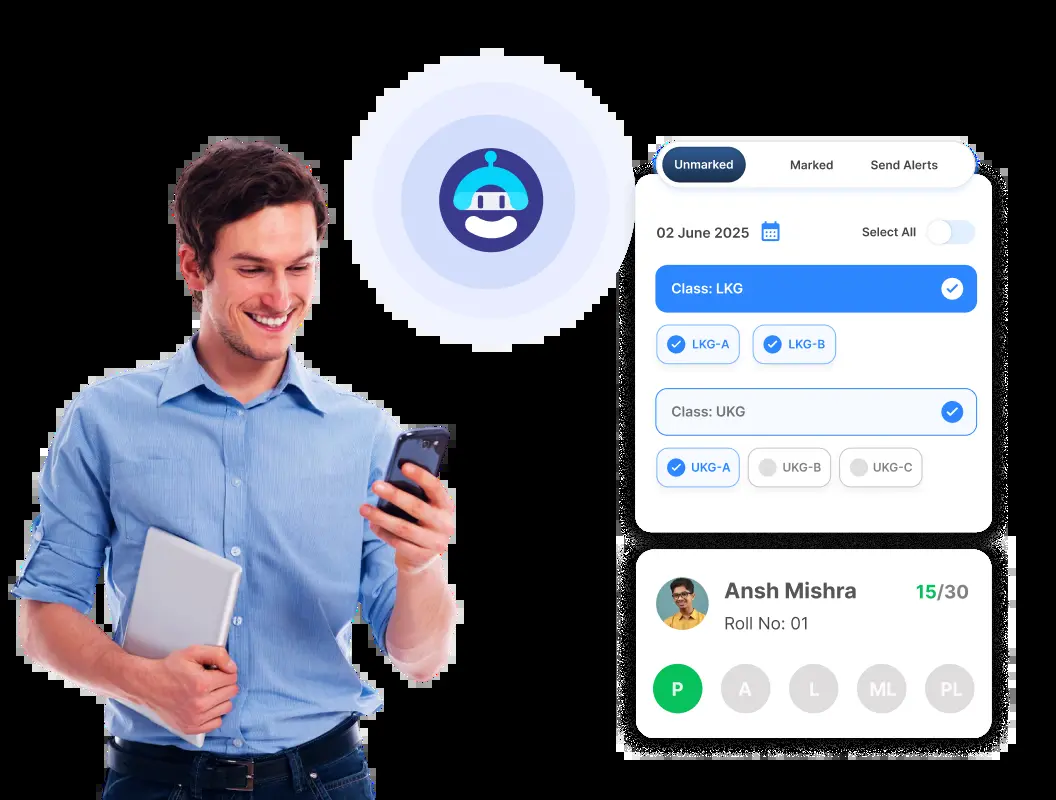 Unmarked Marked Send Alerts
02 June 2025 Select All
Class: LKG
LKG-A LKG-B
Class: UKG
UKG-A UKG-B UKG-C
Ansh Mishra 15/30
Roll No: 01
P A L ML PL